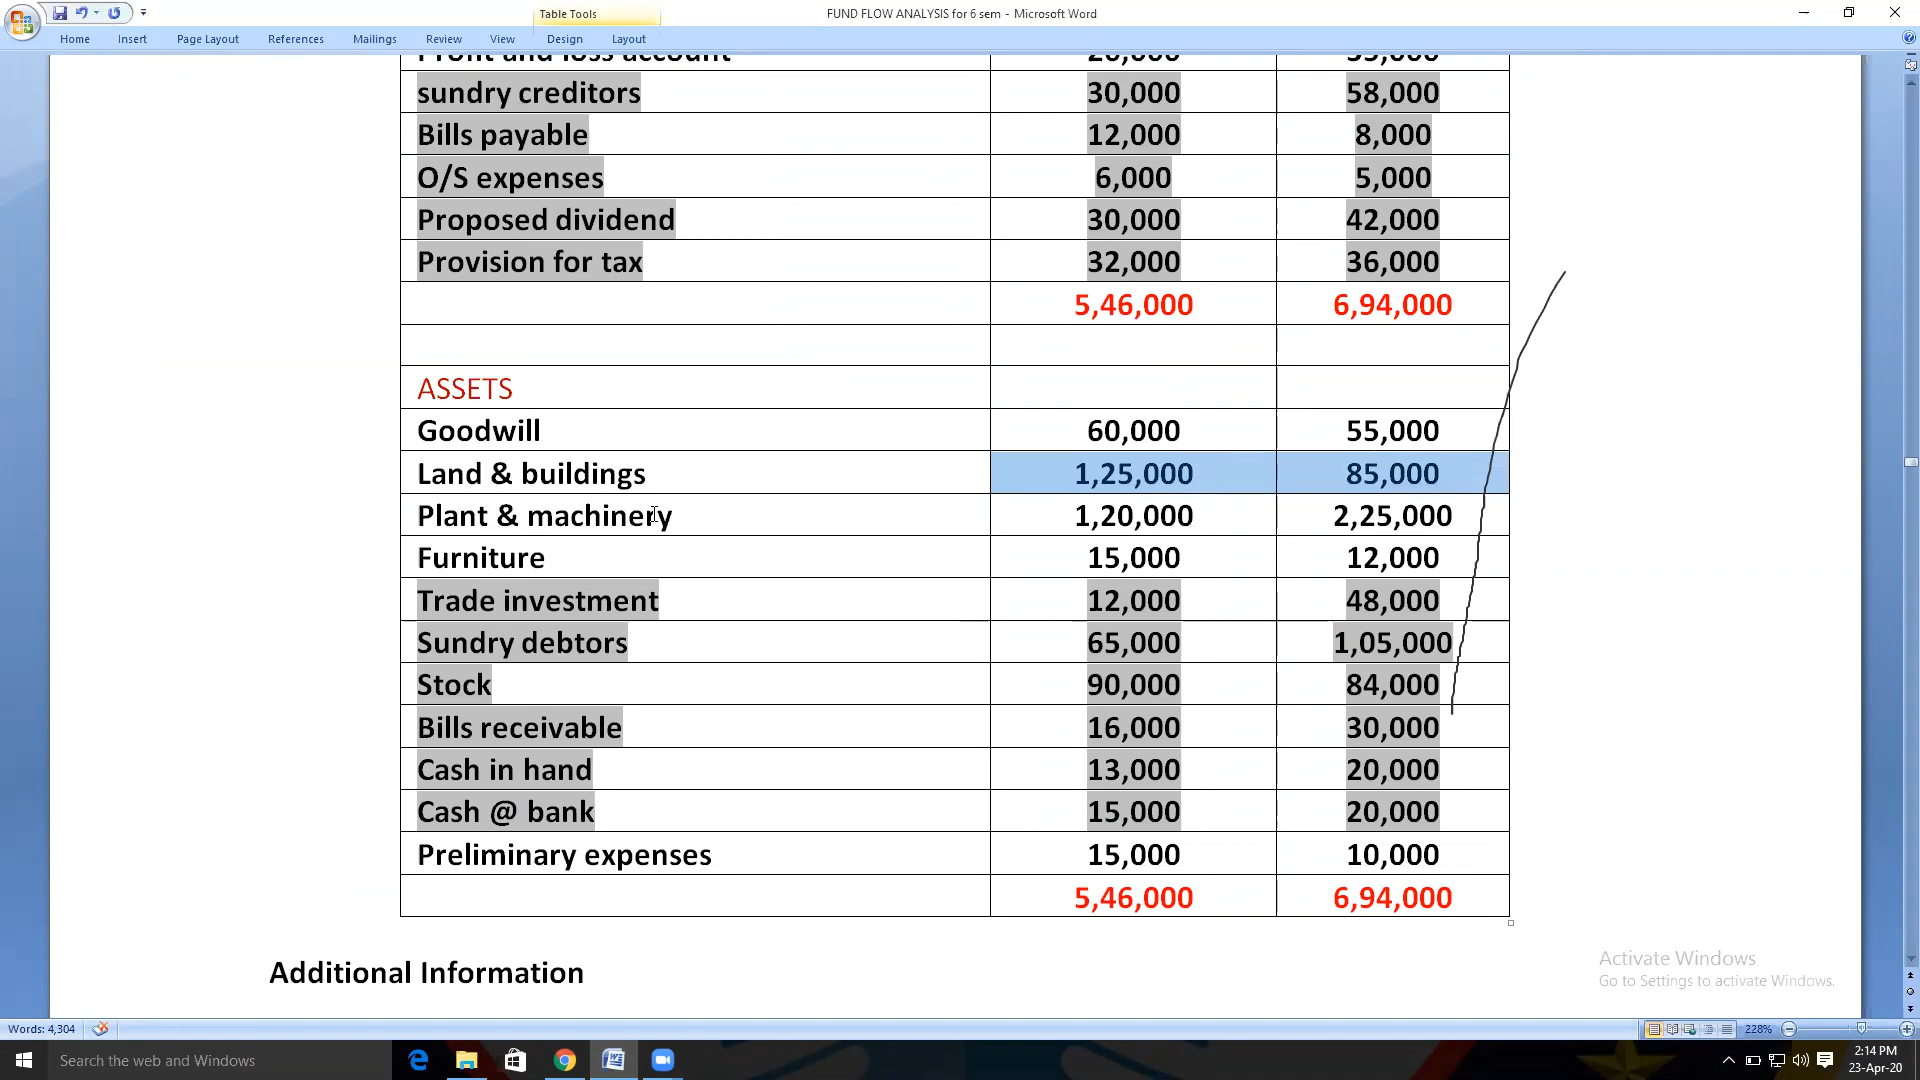 Table Tools
FUND FLOW ANALYSIS for 6 sem - Microsoft Word
Home Insert Page Layout References Mailings Review View Design Layout
Profit and loss account 20,000 35,000
sundry creditors 30,000 58,000
Bills payable 12,000 8,000
O/S expenses 6,000 5,000
Proposed dividend 30,000 42,000
Provision for tax 32,000 36,000
5,46,000 6,94,000
ASSETS
Goodwill 60,000 55,000
Land & buildings 1,25,000 85,000
Plant & machinery 1,20,000 2,25,000
Furniture 15,000 12,000
Trade investment 12,000 48,000
Sundry debtors 65,000 1,05,000
Stock 90,000 84,000
Bills receivable 16,000 30,000
Cash in hand 13,000 20,000
Cash @ bank 15,000 20,000
Preliminary expenses 15,000 10,000
5,46,000 6,94,000
Additional Information
Activate Windows
Go to Settings to activate Windows.
Words: 4,304 228%
Search the web and Windows
2:14 PM
23-Apr-20